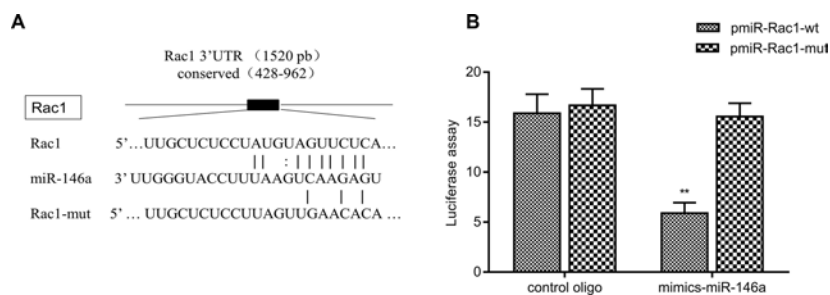 A
Rac1 3'UTR (1520 pb)
conserved (428-962)
Rac1
Rac1 5'…UUGCUCUCCUAUGUAGUUCUCA…
miR-146a 3' UUGGGUACCUUUAAGUCAAGAGU
Rac1-mut 5' … UUGCUCUCCUUAGUUGAACACA …
B
pmiR-Rac1-wt
pmiR-Rac1-mut
Luciferase assay
20
15
10
5
0
**
control oligo
mimics-miR-146a